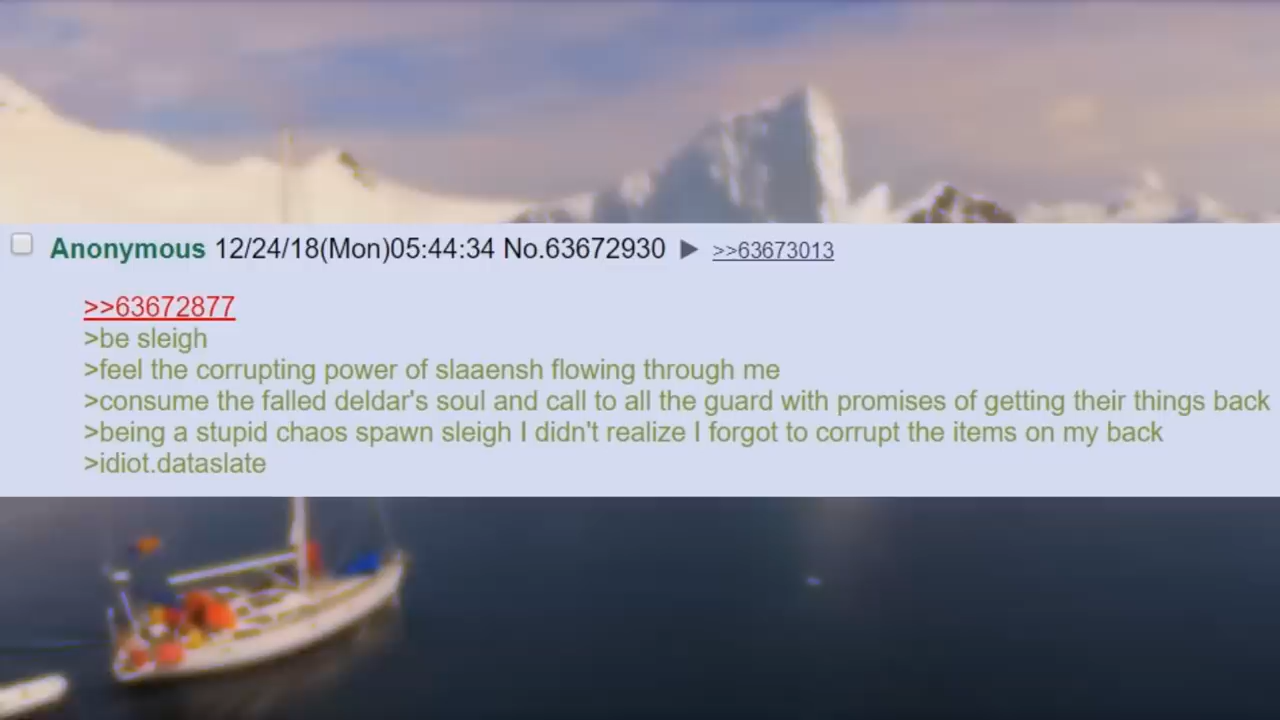 Anonymous 12/24/18(Mon)05:44:34 No.63672930 ▶ >>63673013
>>63672877
>be sleigh
>feel the corrupting power of slaaensh flowing through me
>consume the falled deldar's soul and call to all the guard with promises of getting their things back
>being a stupid chaos spawn sleigh I didn't realize I forgot to corrupt the items on my back
>idiot.dataslate